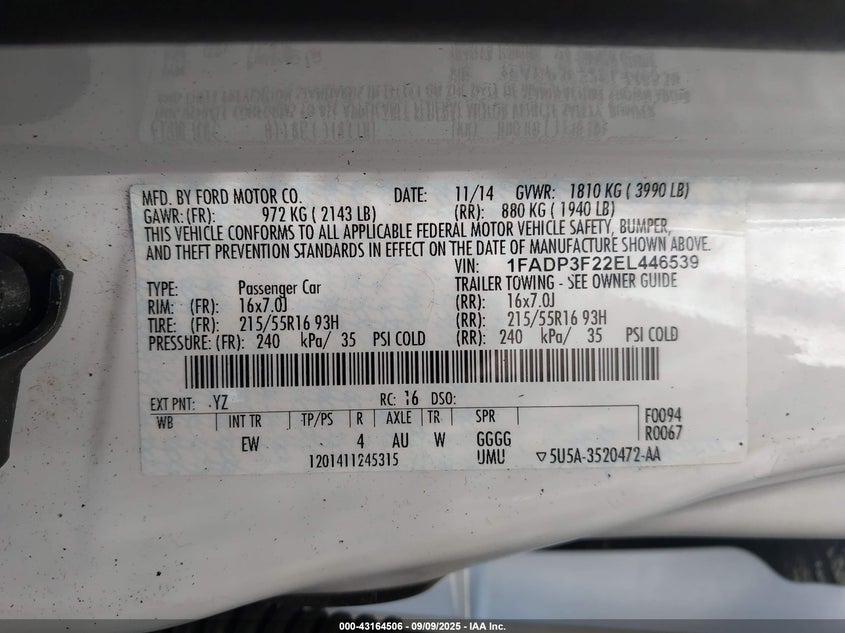 MFD. BY FORD MOTOR CO. DATE: 11/14 GVWR: 1810 KG ( 3990 LB)
GAWR: (FR): 972 KG ( 2143 LB) (RR): 880 KG ( 1940 LB)
THIS VEHICLE CONFORMS TO ALL APPLICABLE FEDERAL MOTOR VEHICLE SAFETY, BUMPER,
AND THEFT PREVENTION STANDARDS IN EFFECT ON THE DATE OF MANUFACTURE SHOWN ABOVE.
VIN: 1FADP3F22EL446539
TYPE: Passenger Car TRAILER TOWING - SEE OWNER GUIDE
RIM: (FR): 16x7.0J (RR): 16x7.0J
TIRE: (FR): 215/55R16 93H (RR): 215/55R16 93H
PRESSURE: (FR): 240 kPa/ 35 PSI COLD (RR): 240 kPa/ 35 PSI COLD
EXT PNT: YZ RC: 16 DSO:
WB INT TR TP/PS R AXLE TR SPR F0094
EW 4 AU W GGGG R0067
1201411245315 UMU ▽5U5A-3520472-AA
000-43164506 - 09/09/2025 - IAA Inc.